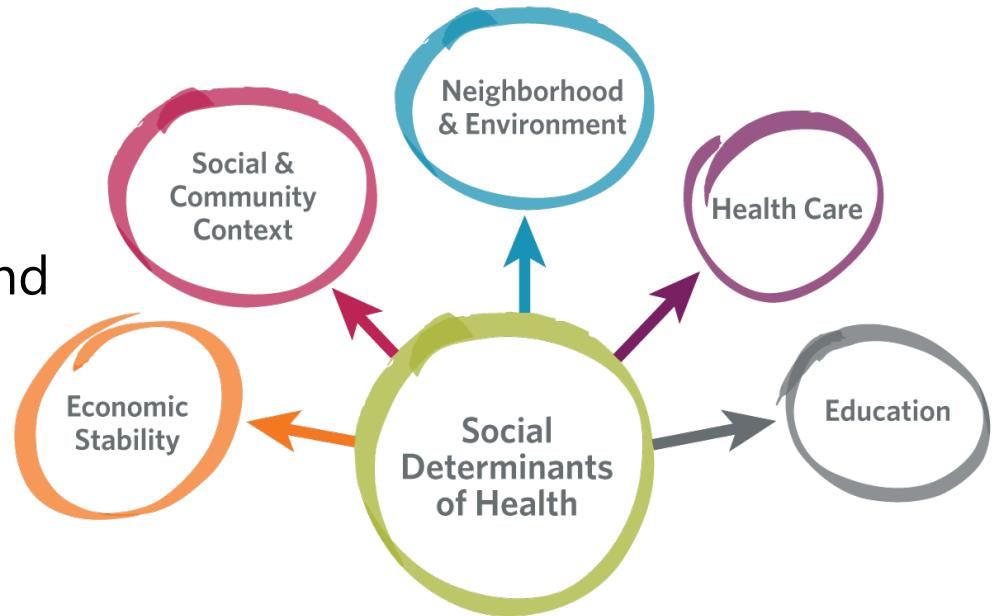 Neighborhood
& Environment
Social &
Community
Context
Health Care
nd
Economic
Stability
Education
Social
Determinants
of Health